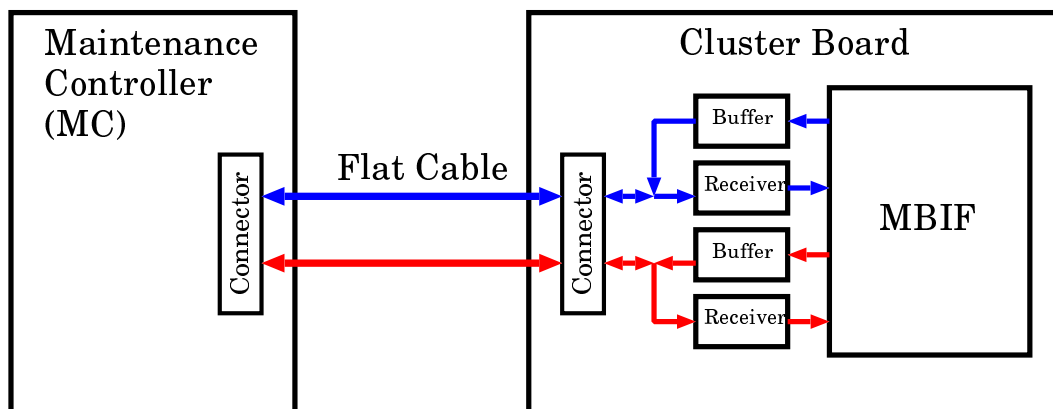 Maintenance
Controller
(MC)
Connector
Flat Cable
Cluster Board
Connector
Buffer
Receiver
Buffer
Receiver
MBIF